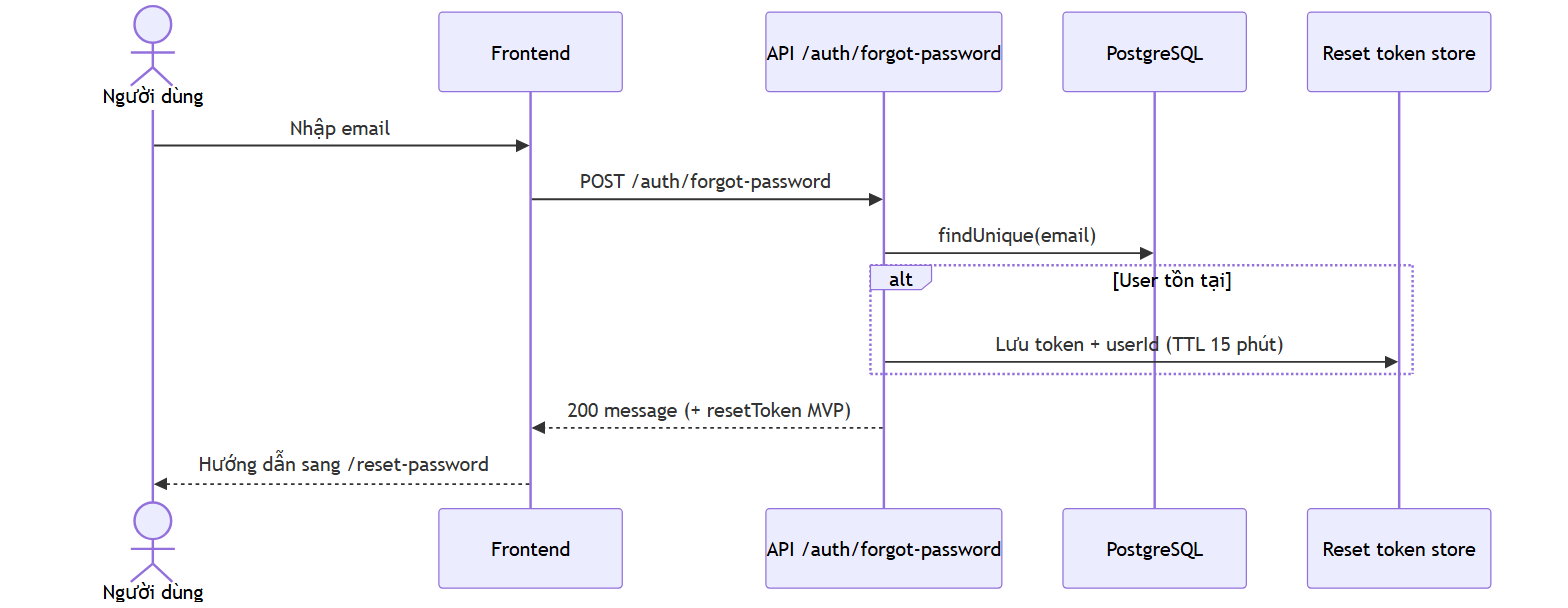 Người dùng
Frontend
API /auth/forgot-password
PostgreSQL
Reset token store
Nhập email
POST /auth/forgot-password
findUnique(email)
alt
[User tồn tại]
Lưu token + userId (TTL 15 phút)
200 message (+ resetToken MVP)
Hướng dẫn sang /reset-password
Người dùng
Frontend
API /auth/forgot-password
PostgreSQL
Reset token store